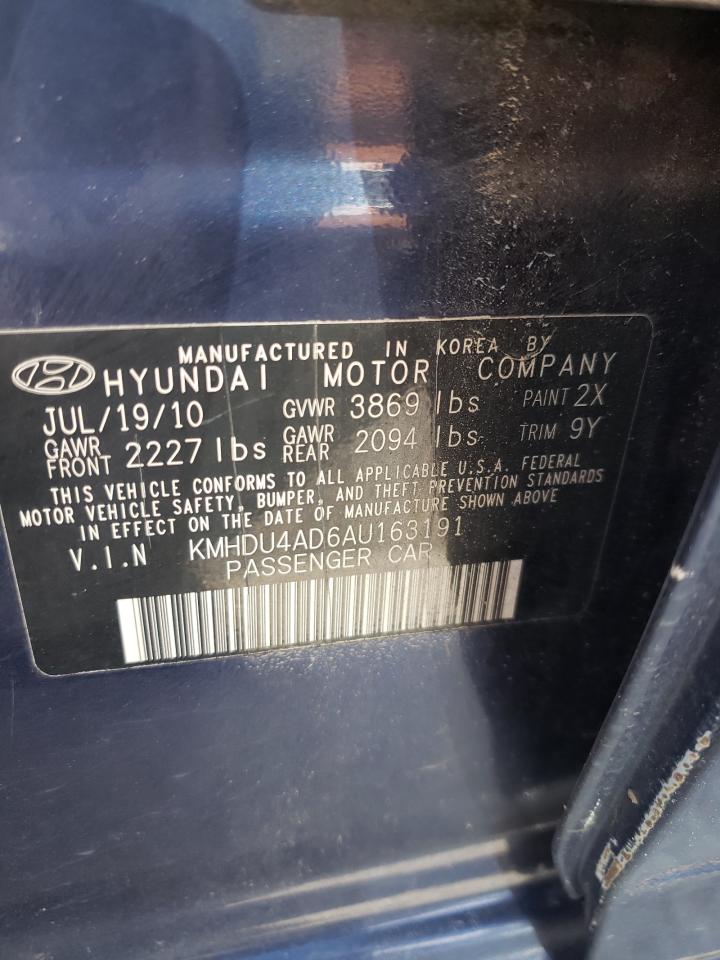 MANUFACTURED IN KOREA BY
HYUNDAI MOTOR COMPANY
JUL/19/10 GVWR 3869 lbs PAINT 2X
GAWR FRONT 2227 lbs GAWR REAR 2094 lbs TRIM 9Y
THIS VEHICLE CONFORMS TO ALL APPLICABLE U.S.A. FEDERAL
MOTOR VEHICLE SAFETY, BUMPER, AND THEFT PREVENTION STANDARDS
IN EFFECT ON THE DATE OF MANUFACTURE SHOWN ABOVE
V.I.N KMHDU4AD6AU163191
PASSENGER CAR